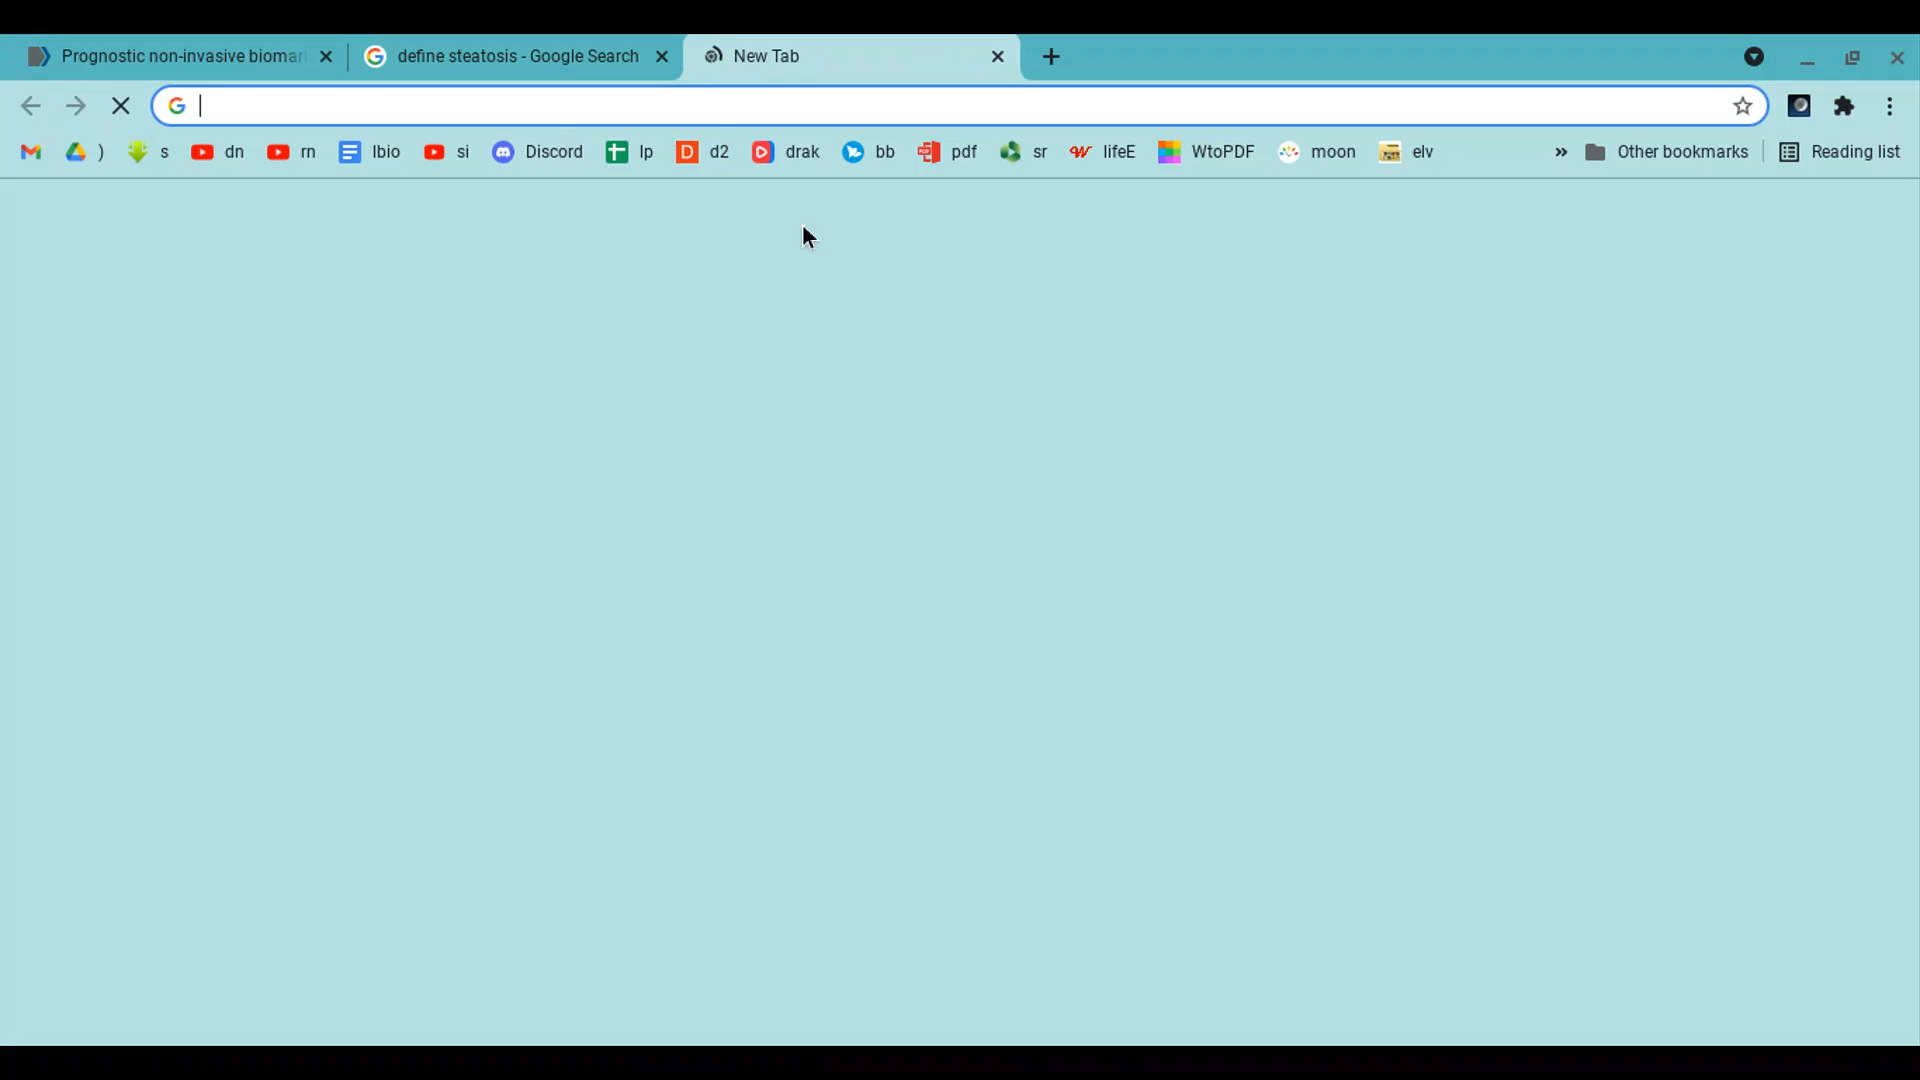 Prognostic non-invasive biomar define steatosis - Google Search New Tab
) s dn rn lbio si Discord lp d2 drak bb pdf sr lifeE WtoPDF moon elv » Other bookmarks Reading list